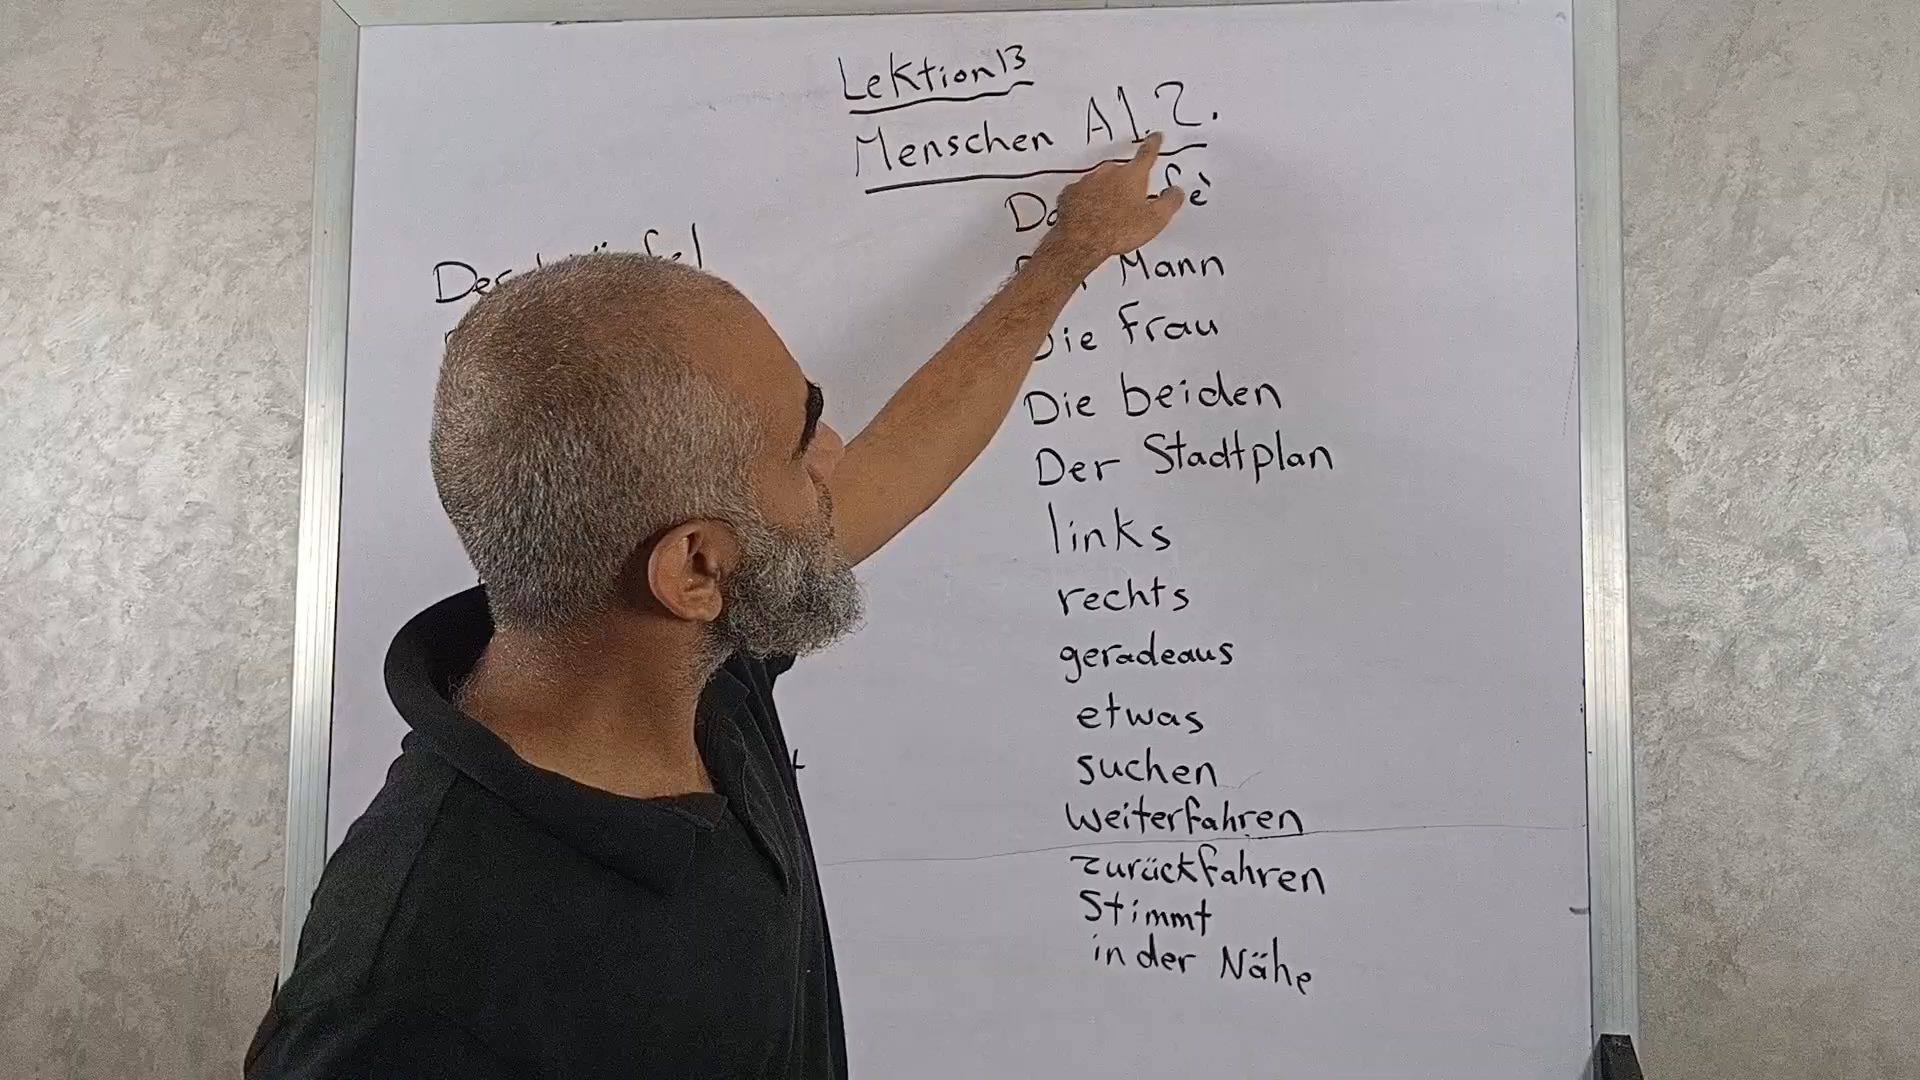 Lektion 13
Menschen A1.2.
Der
Mann
Die Frau
Die beiden
Der Stadtplan
links
rechts
geradeaus
etwas
suchen
weiterfahren
zurückfahren
Stimmt
in der Nähe